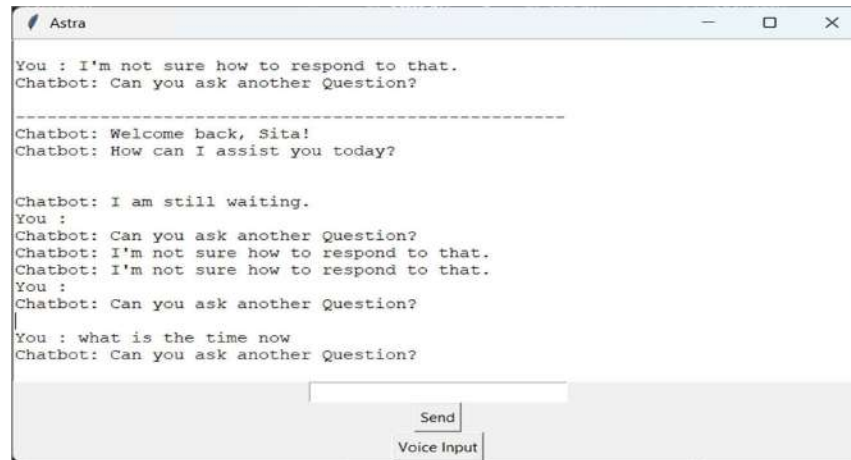 Astra
You : I'm not sure how to respond to that.
Chatbot: Can you ask another Question?
-------------------------------------------------------
Chatbot: Welcome back, Sita!
Chatbot: How can I assist you today?
Chatbot: I am still waiting.
You :
Chatbot: Can you ask another Question?
Chatbot: I'm not sure how to respond to that.
Chatbot: I'm not sure how to respond to that.
You :
Chatbot: Can you ask another Question?
You : what is the time now
Chatbot: Can you ask another Question?
Send
Voice Input